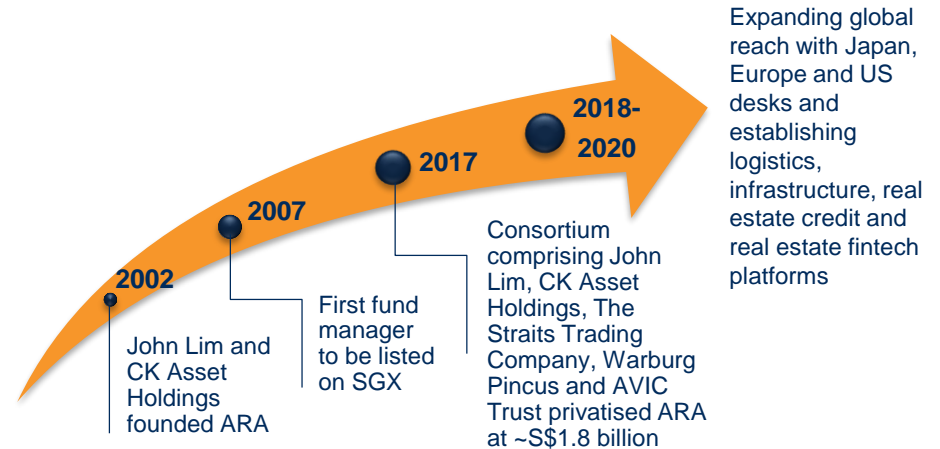 2002
John Lim and
CK Asset
Holdings
founded ARA
2007
First fund
manager
to be listed
on SGX
2017
Consortium
comprising John
Lim, CK Asset
Holdings, The
Straits Trading
Company, Warburg
Pincus and AVIC
Trust privatised ARA
at ~S$1.8 billion
2018-
2020
Expanding global
reach with Japan,
Europe and US
desks and
establishing
logistics,
infrastructure, real
estate credit and
real estate fintech
platforms